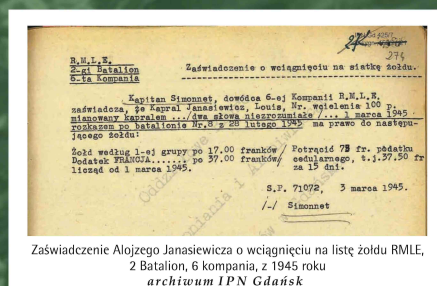 27
274
R.M.L.E.
2-gi Batalion
6-ta Kompania
Zaświadczenie o wciągnięciu na siatkę żołdu.
Kapitan Simonnet, dowódca 6-ej Kompanii R.M.L.E.
zaświadcza, że Kapral Janasiewicz, Louis, Nr. wcielenia 100 p.
mianowany kapralem .../dwa słowa niezrozumiałe /... 1 marca 1945
rozkazem po batalionie Nr.8 z 28 lutego 1945 ma prawo do następu-
jącego żołdu:
Żołd według 1-ej grupy po 17.00 franków/ Potrącić 75 fr. podatku
Dodatek FRANCJA....... po 37.00 franków/ cedularnego, t.j.37.50 fr
licząd od 1 marca 1945. za 15 dni.
S.P. 71072, 3 marca 1945.
/-/ Simonnet
Zaświadczenie Alojzego Janasiewicza o wciągnięciu na listę żołdu RMLE,
2 Batalion, 6 kompania, z 1945 roku
archiwum IPN Gdańsk